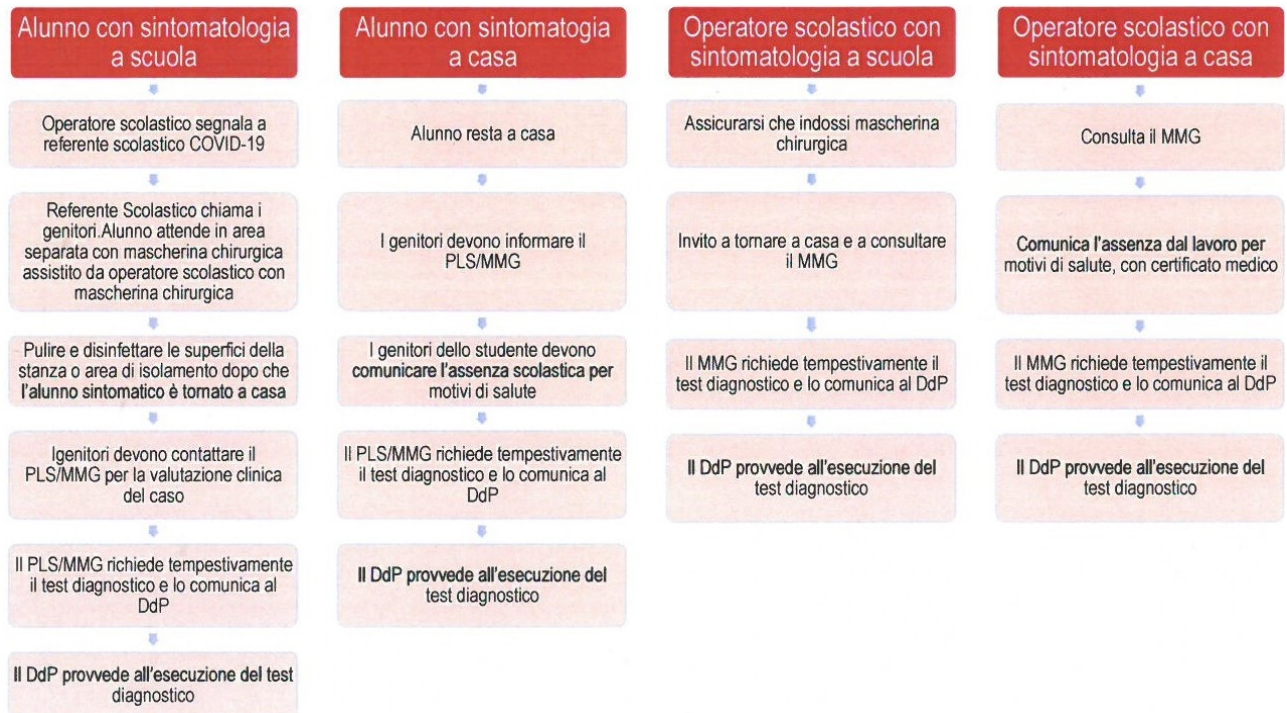 Alunno con sintomatologia
a scuola
Operatore scolastico segnala a
referente scolastico COVID-19
Referente Scolastico chiama i
genitori.Alunno attende in area
separata con mascherina chirurgica
assistito da operatore scolastico con
mascherina chirurgica
Pulire e disinfettare le superfici della
stanza o area di isolamento dopo che
l'alunno sintomatico è tornato a casa
Igenitori devono contattare il
PLS/MMG per la valutazione clinica
del caso
Il PLS/MMG richiede tempestivamente
il test diagnostico e lo comunica al
DdP
Il DdP provvede all'esecuzione del test
diagnostico
Alunno con sintomatogia
a casa
Alunno resta a casa
I genitori devono informare il
PLS/MMG
I genitori dello studente devono
comunicare l'assenza scolastica per
motivi di salute
Il PLS/MMG richiede tempestivamente
il test diagnostico e lo comunica al
DdP
Il DdP provvede all'esecuzione del
test diagnostico
Operatore scolastico con
sintomatologia a scuola
Assicurarsi che indossi mascherina
chirurgica
Invito a tornare a casa e a consultare
il MMG
Il MMG richiede tempestivamente il
test diagnostico e lo comunica al DdP
Il DdP provvede all'esecuzione del
test diagnostico
Operatore scolastico con
sintomatologia a casa
Consulta il MMG
Comunica l'assenza dal lavoro per
motivi di salute, con certificato medico
Il MMG richiede tempestivamente il
test diagnostico e lo comunica al DdP
Il DdP provvede all'esecuzione del
test diagnostico